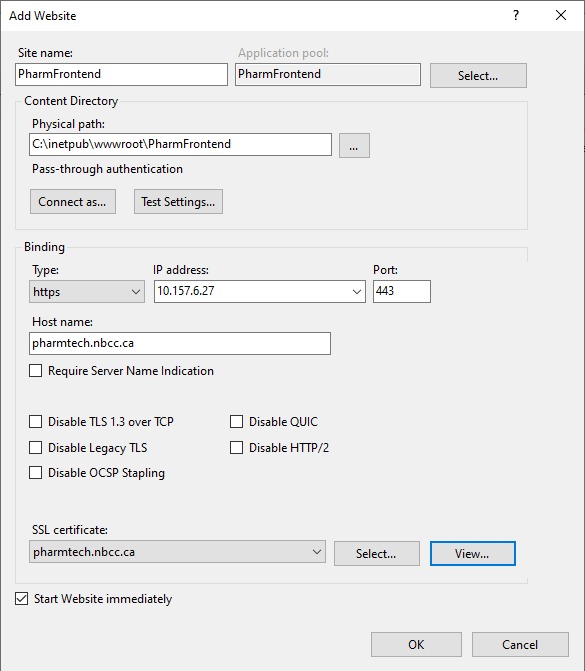 Add Website
?
Site name:
Application pool:
PharmFrontend
PharmFrontend
Select...
Content Directory
Physical path:
C:\inetpub\wwwroot\PharmFrontend
...
Pass-through authentication
Connect as...
Test Settings...
Binding
Type:
IP address:
Port:
https
10.157.6.27
443
Host name:
pharmtech.nbcc.ca
Require Server Name Indication
Disable TLS 1.3 over TCP
Disable QUIC
Disable Legacy TLS
Disable HTTP/2
Disable OCSP Stapling
SSL certificate:
pharmtech.nbcc.ca
Select...
View...
Start Website immediately
OK
Cancel